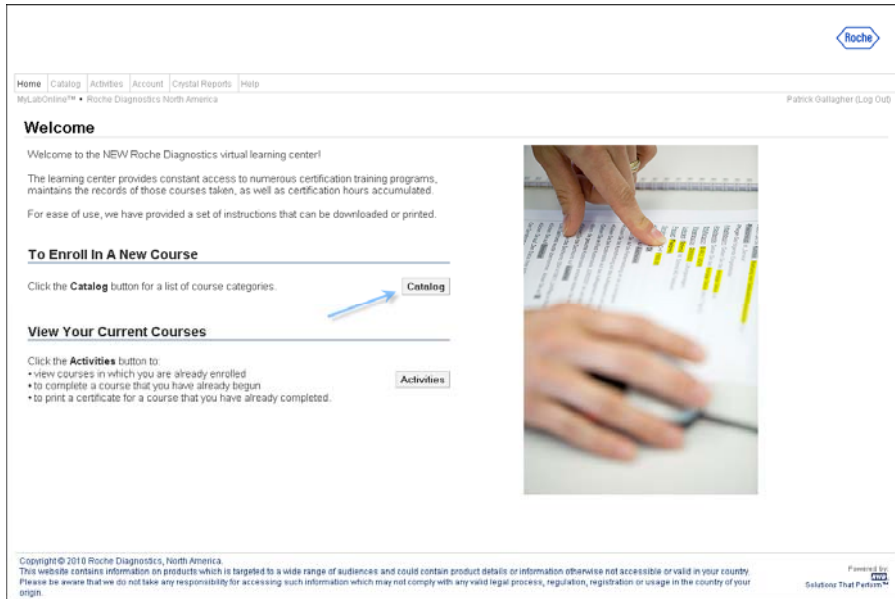 Roche
Home Catalog Activities Account Crystal Reports Help
MyLabOnline™ • Roche Diagnostics North America Patrick Gallagher (Log Out)
Welcome
Welcome to the NEW Roche Diagnostics virtual learning center!
The learning center provides constant access to numerous certification training programs,
maintains the records of those courses taken, as well as certification hours accumulated.
For ease of use, we have provided a set of instructions that can be downloaded or printed.
To Enroll In A New Course
Click the Catalog button for a list of course categories. Catalog
View Your Current Courses
Click the Activities button to:
• view courses in which you are already enrolled
• to complete a course that you have already begun
• to print a certificate for a course that you have already completed.
Activities
Copyright © 2010 Roche Diagnostics, North America.
This website contains information on products which is targeted to a wide range of audiences and could contain product details or information otherwise not accessible or valid in your country.
Please be aware that we do not take any responsibility for accessing such information which may not comply with any valid legal process, regulation, registration or usage in the country of your
origin.
Powered by:
Solutions That Perform™